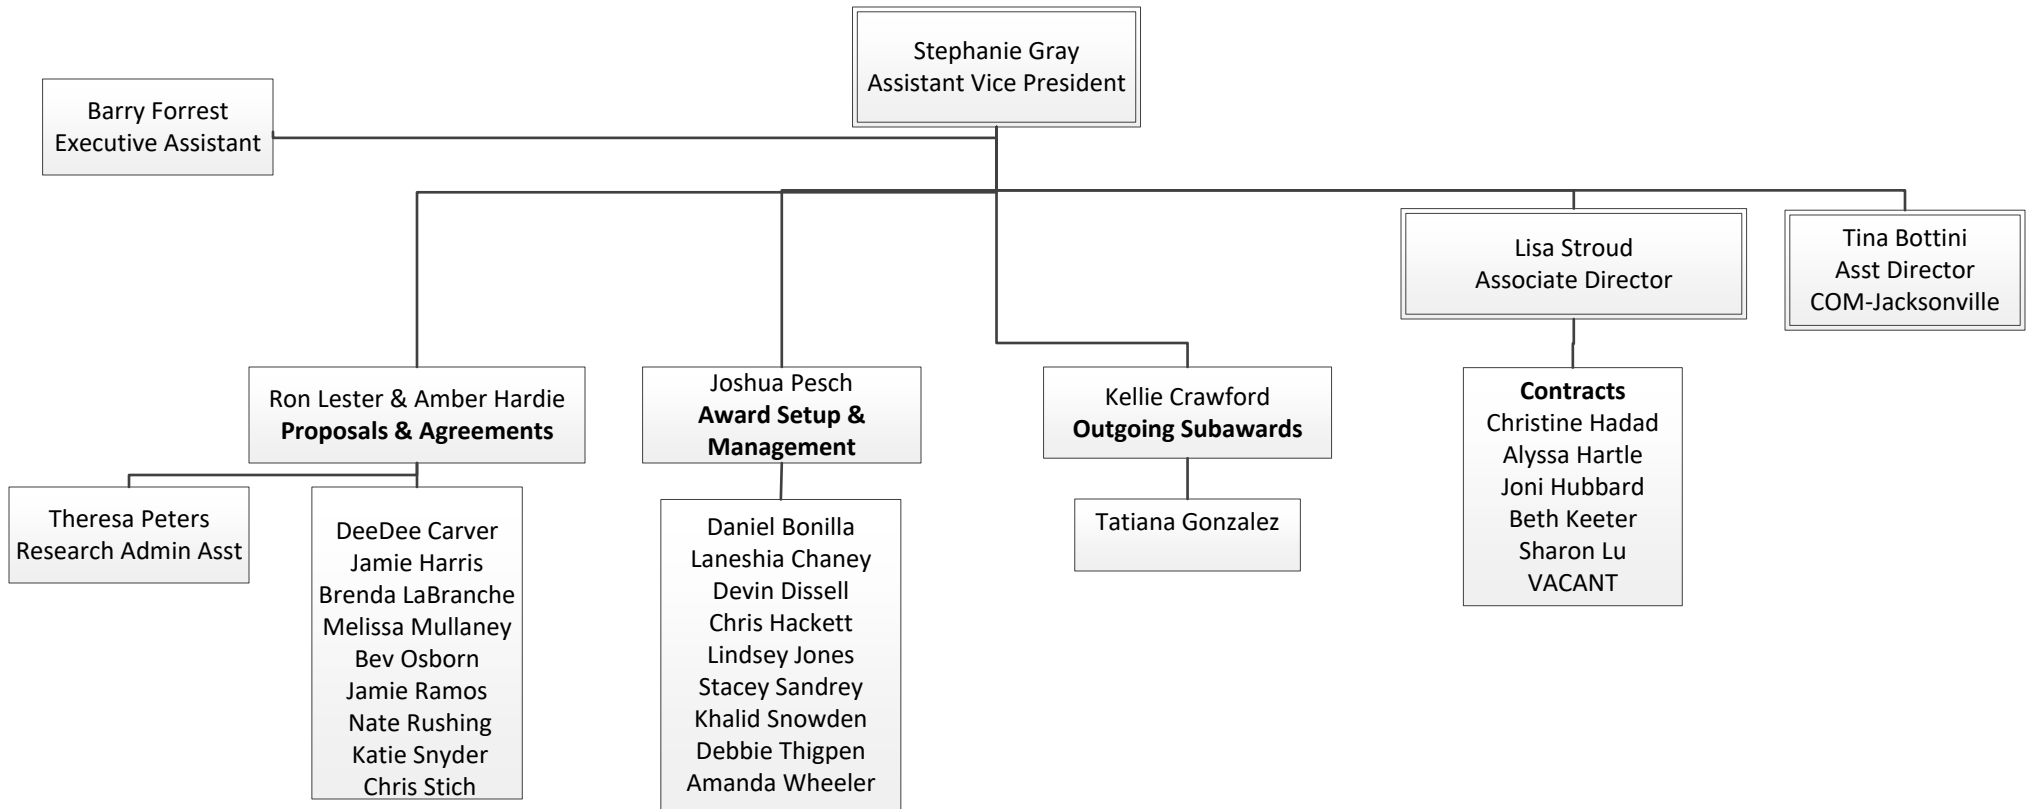 Stephanie Gray
Assistant Vice President
Barry Forrest
Executive Assistant
Lisa Stroud
Associate Director
Tina Bottini
Asst Director
COM-Jacksonville
Ron Lester & Amber Hardie
Proposals & Agreements
Joshua Pesch
Award Setup &
Management
Kellie Crawford
Outgoing Subawards
Contracts
Christine Hadad
Alyssa Hartle
Joni Hubbard
Beth Keeter
Sharon Lu
VACANT
Theresa Peters
Research Admin Asst
DeeDee Carver
Jamie Harris
Brenda LaBranche
Melissa Mullaney
Bev Osborn
Jamie Ramos
Nate Rushing
Katie Snyder
Chris Stich
Daniel Bonilla
Laneshia Chaney
Devin Dissell
Chris Hackett
Lindsey Jones
Stacey Sandrey
Khalid Snowden
Debbie Thigpen
Amanda Wheeler
Tatiana Gonzalez